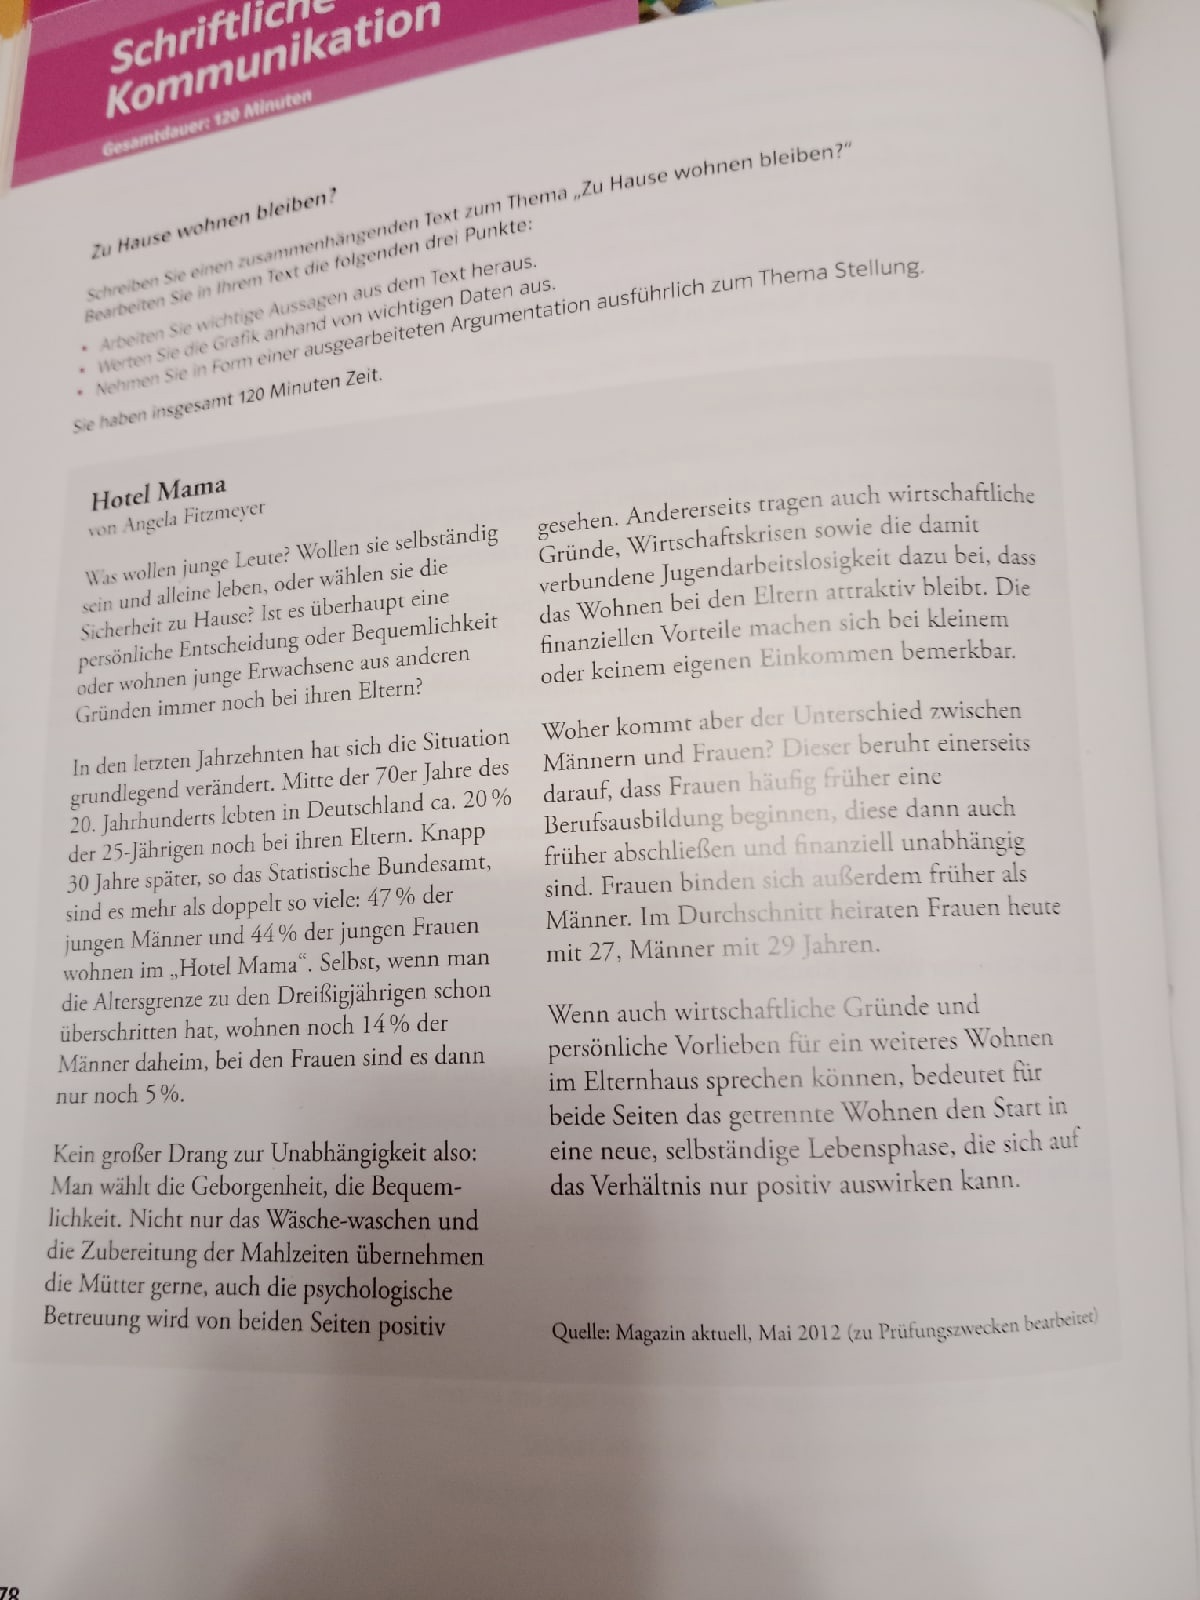 Schriftliche
Kommunikation
Gesamtdauer: 120 Minuten
Zu Hause wohnen bleiben?
Schreiben Sie einen zusammenhängenden Text zum Thema „Zu Hause wohnen bleiben?“
Bearbeiten Sie in Ihrem Text die folgenden drei Punkte:
• Arbeiten Sie wichtige Aussagen aus dem Text heraus.
• Werten Sie die Grafik anhand von wichtigen Daten aus.
• Nehmen Sie in Form einer ausgearbeiteten Argumentation ausführlich zum Thema Stellung.
Sie haben insgesamt 120 Minuten Zeit.
Hotel Mama
von Angela Fitzmeyer
Was wollen junge Leute? Wollen sie selbständig
sein und alleine leben, oder wählen sie die
Sicherheit zu Hause? Ist es überhaupt eine
persönliche Entscheidung oder Bequemlichkeit
oder wohnen junge Erwachsene aus anderen
Gründen immer noch bei ihren Eltern?
In den letzten Jahrzehnten hat sich die Situation
grundlegend verändert. Mitte der 70er Jahre des
20. Jahrhunderts lebten in Deutschland ca. 20 %
der 25-Jährigen noch bei ihren Eltern. Knapp
30 Jahre später, so das Statistische Bundesamt,
sind es mehr als doppelt so viele: 47 % der
jungen Männer und 44 % der jungen Frauen
wohnen im „Hotel Mama“. Selbst, wenn man
die Altersgrenze zu den Dreißigjährigen schon
überschritten hat, wohnen noch 14 % der
Männer daheim, bei den Frauen sind es dann
nur noch 5 %.
Kein großer Drang zur Unabhängigkeit also:
Man wählt die Geborgenheit, die Bequem-
lichkeit. Nicht nur das Wäsche-waschen und
die Zubereitung der Mahlzeiten übernehmen
die Mütter gerne, auch die psychologische
Betreuung wird von beiden Seiten positiv
gesehen. Andererseits tragen auch wirtschaftliche
Gründe, Wirtschaftskrisen sowie die damit
verbundene Jugendarbeitslosigkeit dazu bei, dass
das Wohnen bei den Eltern attraktiv bleibt. Die
finanziellen Vorteile machen sich bei kleinem
oder keinem eigenen Einkommen bemerkbar.
Woher kommt aber der Unterschied zwischen
Männern und Frauen? Dieser beruht einerseits
darauf, dass Frauen häufig früher eine
Berufsausbildung beginnen, diese dann auch
früher abschließen und finanziell unabhängig
sind. Frauen binden sich außerdem früher als
Männer. Im Durchschnitt heiraten Frauen heute
mit 27, Männer mit 29 Jahren.
Wenn auch wirtschaftliche Gründe und
persönliche Vorlieben für ein weiteres Wohnen
im Elternhaus sprechen können, bedeutet für
beide Seiten das getrennte Wohnen den Start in
eine neue, selbständige Lebensphase, die sich auf
das Verhältnis nur positiv auswirken kann.
Quelle: Magazin aktuell, Mai 2012 (zu Prüfungszwecken bearbeitet)
78